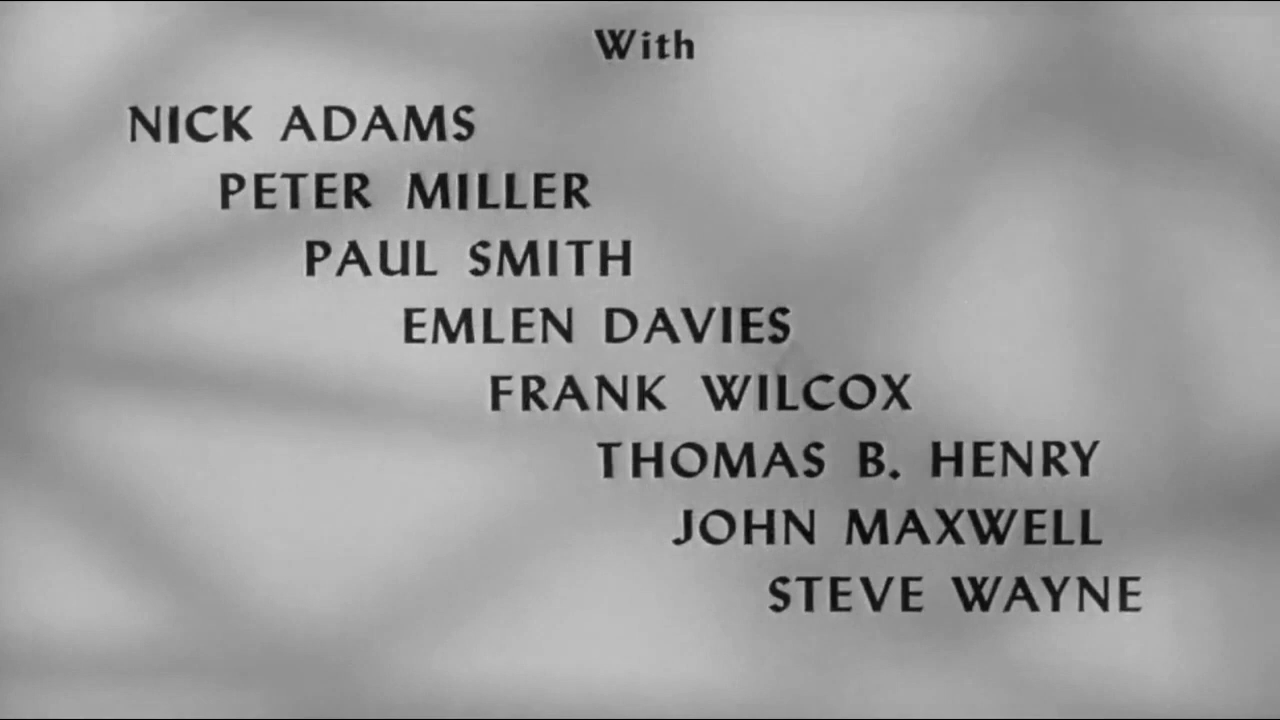 With
NICK ADAMS
PETER MILLER
PAUL SMITH
EMLEN DAVIES
FRANK WILCOX
THOMAS B. HENRY
JOHN MAXWELL
STEVE WAYNE